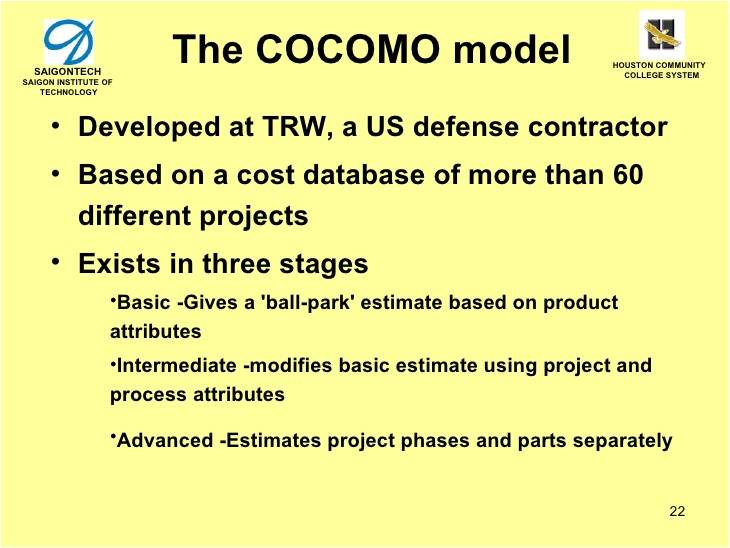 The COCOMO model
SAIGONTECH
SAIGON INSTITUTE OF
TECHNOLOGY
HOUSTON COMMUNITY
COLLEGE SYSTEM
• Developed at TRW, a US defense contractor
• Based on a cost database of more than 60
different projects
• Exists in three stages
•Basic -Gives a 'ball-park' estimate based on product
attributes
•Intermediate -modifies basic estimate using project and
process attributes
•Advanced -Estimates project phases and parts separately
22